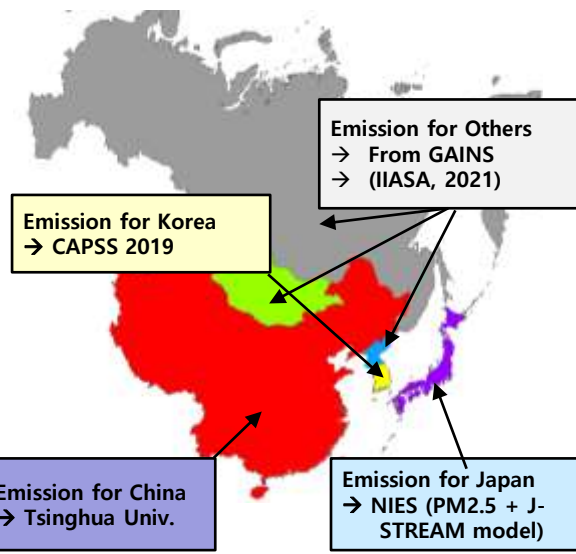 Emission for Others
→ From GAINS
→ (IIASA, 2021)
Emission for Korea
→ CAPSS 2019
Emission for China
→ Tsinghua Univ.
Emission for Japan
→ NIES (PM2.5 + J-
STREAM model)